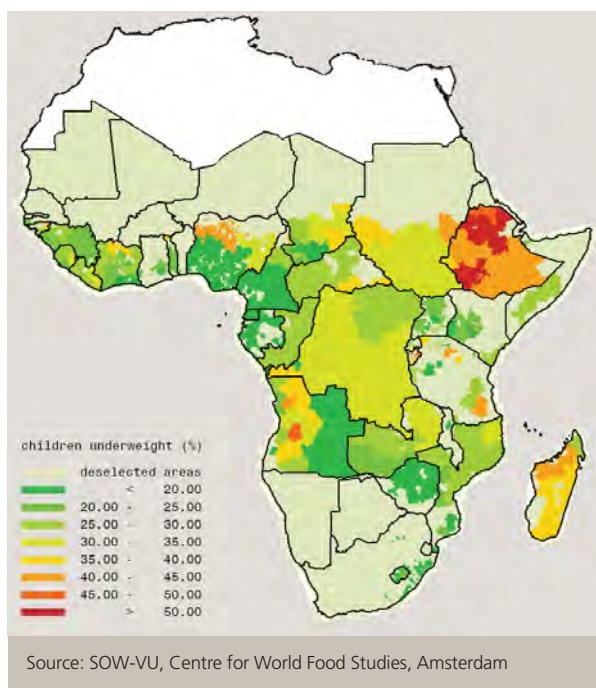 children underweight (%)
deselected areas
< 20.00
20.00 - 25.00
25.00 - 30.00
30.00 - 35.00
35.00 - 40.00
40.00 - 45.00
45.00 - 50.00
> 50.00
Source: SOW-VU, Centre for World Food Studies, Amsterdam